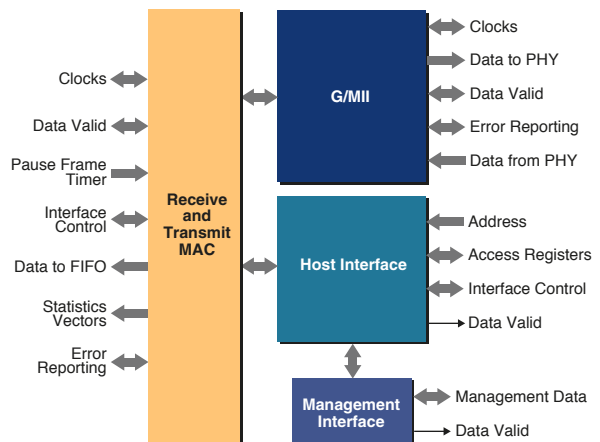 Clocks
Data Valid
Pause Frame
Timer
Interface
Control
Data to FIFO
Statistics
Vectors
Error
Reporting
Receive
and
Transmit
MAC
G/MII
Clocks
Data to PHY
Data Valid
Error Reporting
Data from PHY
Host Interface
Address
Access Registers
Interface Control
Data Valid
Management
Interface
Management Data
Data Valid